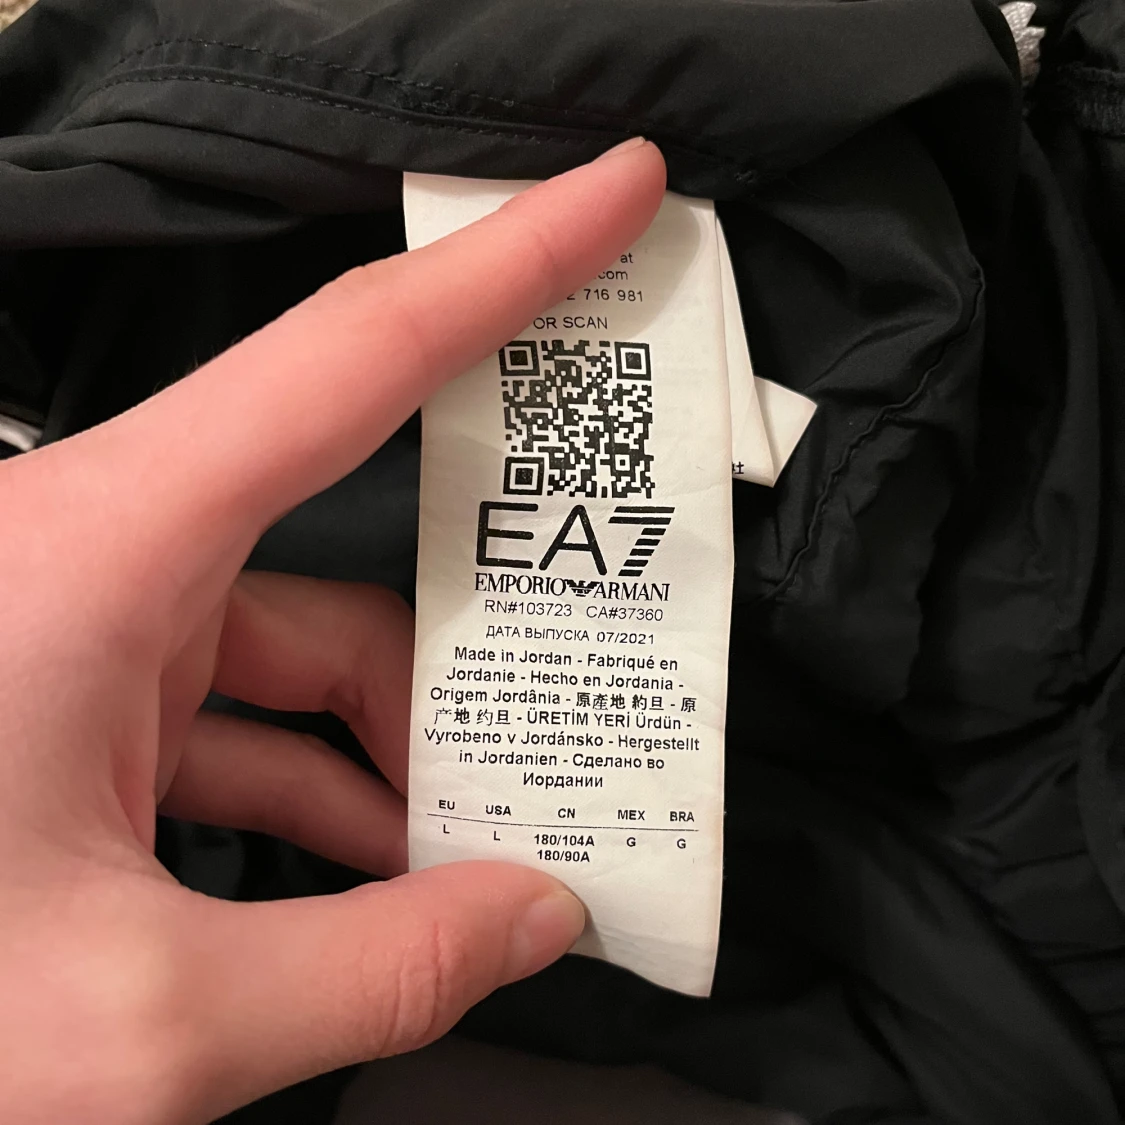 at
.com
2 716 981
OR SCAN
EA7
EMPORIO ARMANI
RN#103723 CA#37360
ДАТА ВЫПУСКА 07/2021
Made in Jordan - Fabriqué en
Jordanie - Hecho en Jordania -
Origem Jordânia - 原產地 約旦 - 原
产地 约旦 - ÜRETİM YERİ Ürdün -
Vyrobeno v Jordánsko - Hergestellt
in Jordanien - Сделано во
Иордании
EU USA CN MEX BRA
L L 180/104A G G
180/90A
社